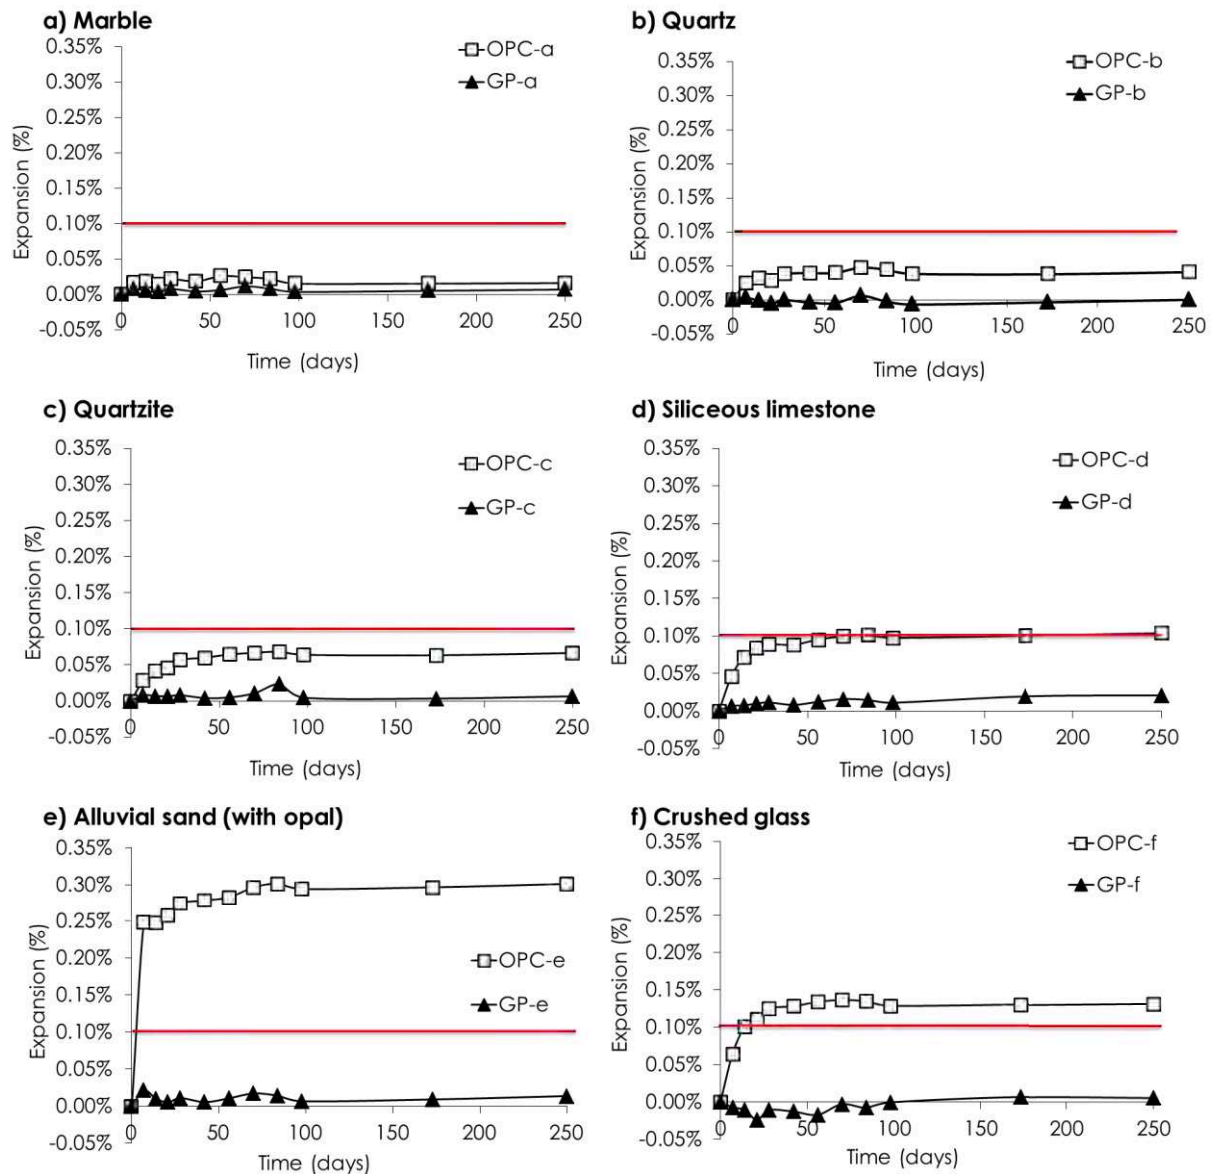 a) Marble
0.35%
0.30%
0.25%
0.20%
0.15%
0.10%
0.05%
0.00%
-0.05%
Expansion (%)
0 50 100 150 200 250
Time (days)
OPC-a
GP-a
b) Quartz
0.35%
0.30%
0.25%
0.20%
0.15%
0.10%
0.05%
0.00%
-0.05%
Expansion (%)
0 50 100 150 200 250
Time (days)
OPC-b
GP-b
c) Quartzite
0.35%
0.30%
0.25%
0.20%
0.15%
0.10%
0.05%
0.00%
-0.05%
Expansion (%)
0 50 100 150 200 250
Time (days)
OPC-c
GP-c
d) Siliceous limestone
0.35%
0.30%
0.25%
0.20%
0.15%
0.10%
0.05%
0.00%
-0.05%
Expansion (%)
0 50 100 150 200 250
Time (days)
OPC-d
GP-d
e) Alluvial sand (with opal)
0.35%
0.30%
0.25%
0.20%
0.15%
0.10%
0.05%
0.00%
-0.05%
Expansion (%)
0 50 100 150 200 250
Time (days)
OPC-e
GP-e
f) Crushed glass
0.35%
0.30%
0.25%
0.20%
0.15%
0.10%
0.05%
0.00%
-0.05%
Expansion (%)
0 50 100 150 200 250
Time (days)
OPC-f
GP-f